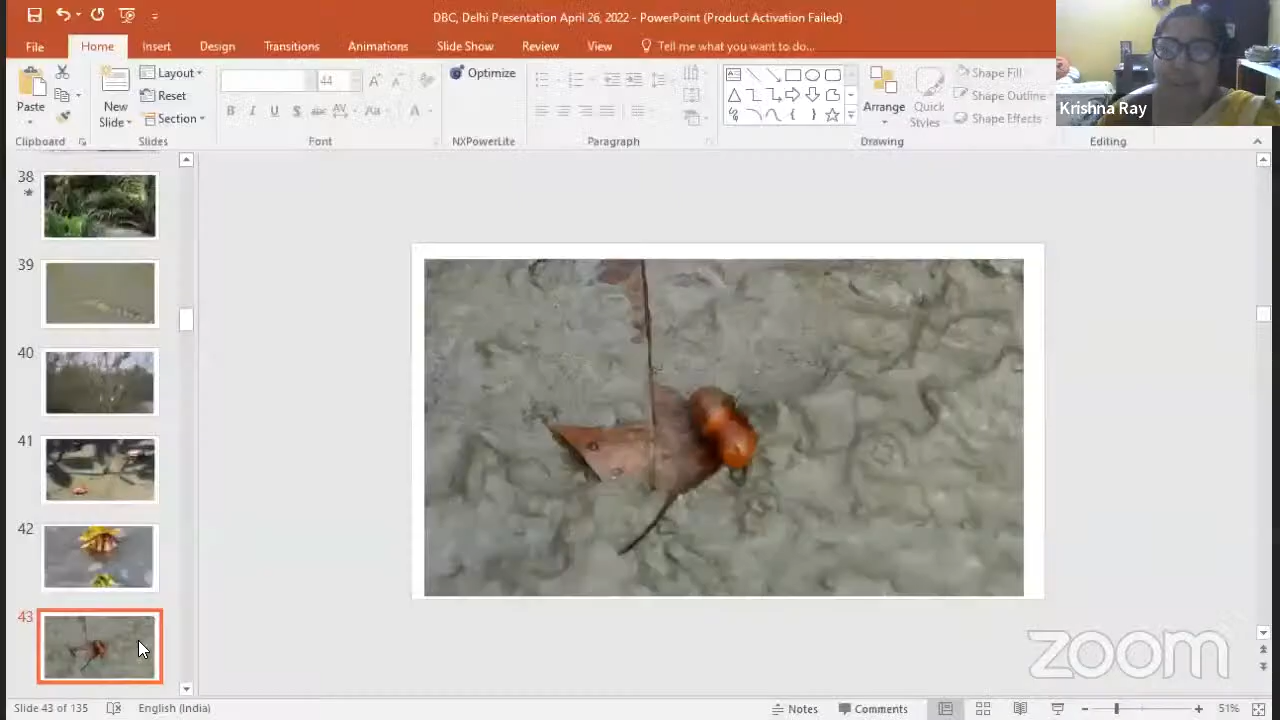 DBC, Delhi Presentation April 26, 2022 - PowerPoint (Product Activation Failed)
File Home Insert Design Transitions Animations Slide Show Review View Tell me what you want to do...
Paste
New
Slide
Layout
Reset
Section
44
B I U S abc AV Aa A
Optimize
Arrange
Quick
Styles
Shape Fill
Shape Outline
Shape Effects
Krishna Ray
Clipboard Slides Font NXPowerLite Paragraph Drawing Editing
38
39
40
41
42
43
zoom
Slide 43 of 135 English (India) Notes Comments 51%